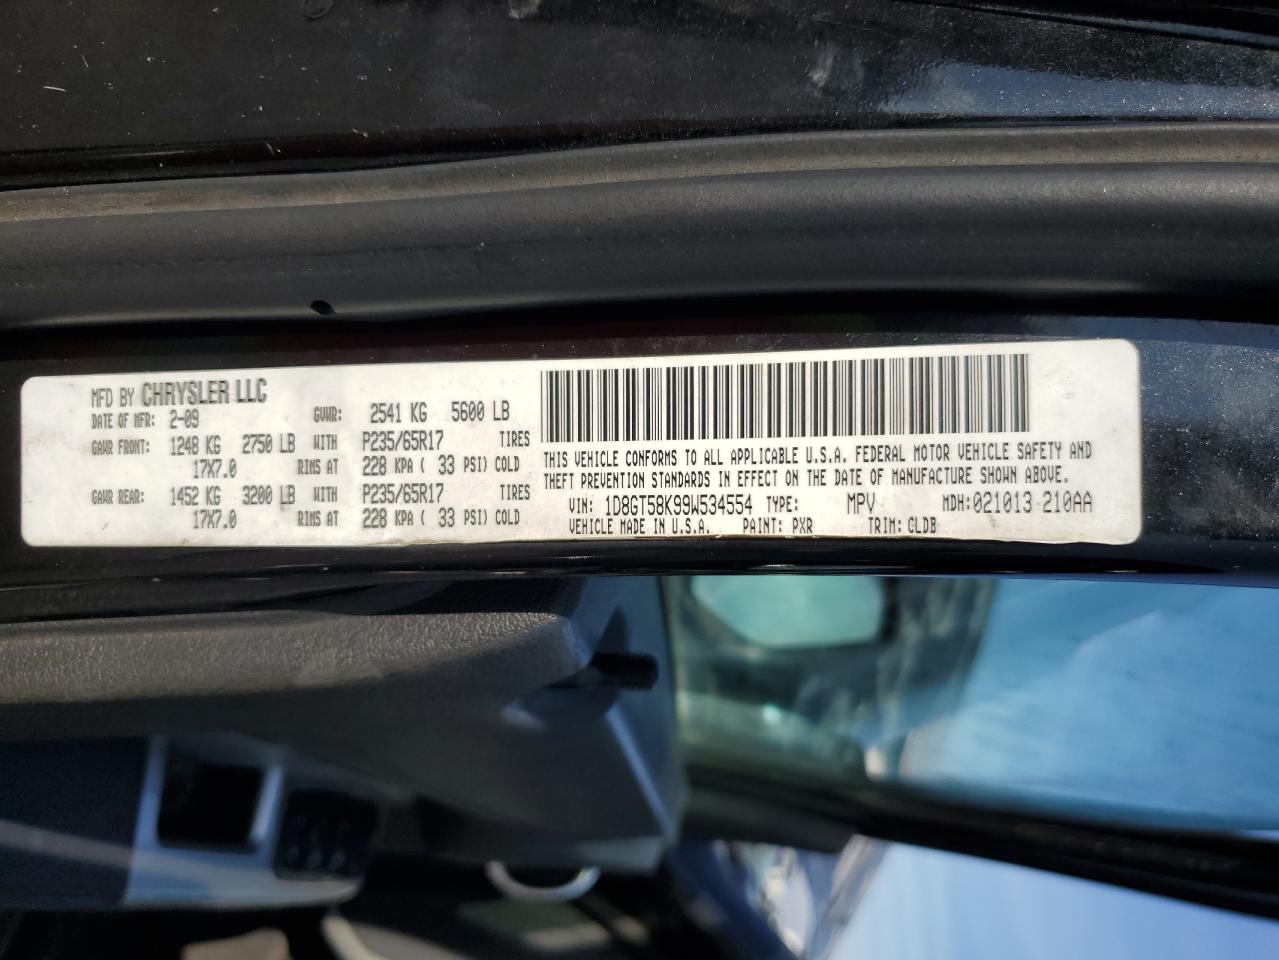 MFD BY CHRYSLER LLC
DATE OF MFR: 2-09 GVWR: 2541 KG 5600 LB
GAWR FRONT: 1248 KG 2750 LB WITH P235/65R17 TIRES
17X7.0 RIMS AT 228 KPA ( 33 PSI) COLD
GAWR REAR: 1452 KG 3200 LB WITH P235/65R17 TIRES
17X7.0 RIMS AT 228 KPA ( 33 PSI) COLD
THIS VEHICLE CONFORMS TO ALL APPLICABLE U.S.A. FEDERAL MOTOR VEHICLE SAFETY AND
THEFT PREVENTION STANDARDS IN EFFECT ON THE DATE OF MANUFACTURE SHOWN ABOVE.
VIN: 1D8GT58K99W534554 TYPE: MPV MDH:021013 210AA
VEHICLE MADE IN U.S.A. PAINT: PXR TRIM: CLDB